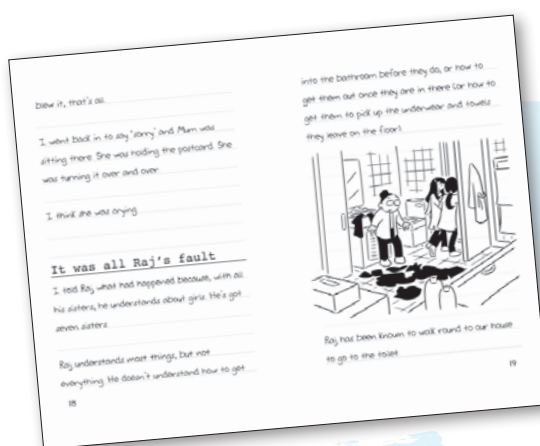 blew it, that's all.
I went back in to say 'sorry' and Mum was
sitting there. She was holding the postcard. She
was turning it over and over.
I think she was crying.
It was all Raj's fault
I told Raj what had happened because, with all
his sisters, he understands about girls. He's got
seven sisters.
Raj understands most things, but not
everything. He doesn't understand how to get
18
into the bathroom before they do, or how to
get them out once they are in there (or how to
get them to pick up the underwear and towels
they leave on the floor).
Raj has been known to walk round to our house
to go to the toilet.
19